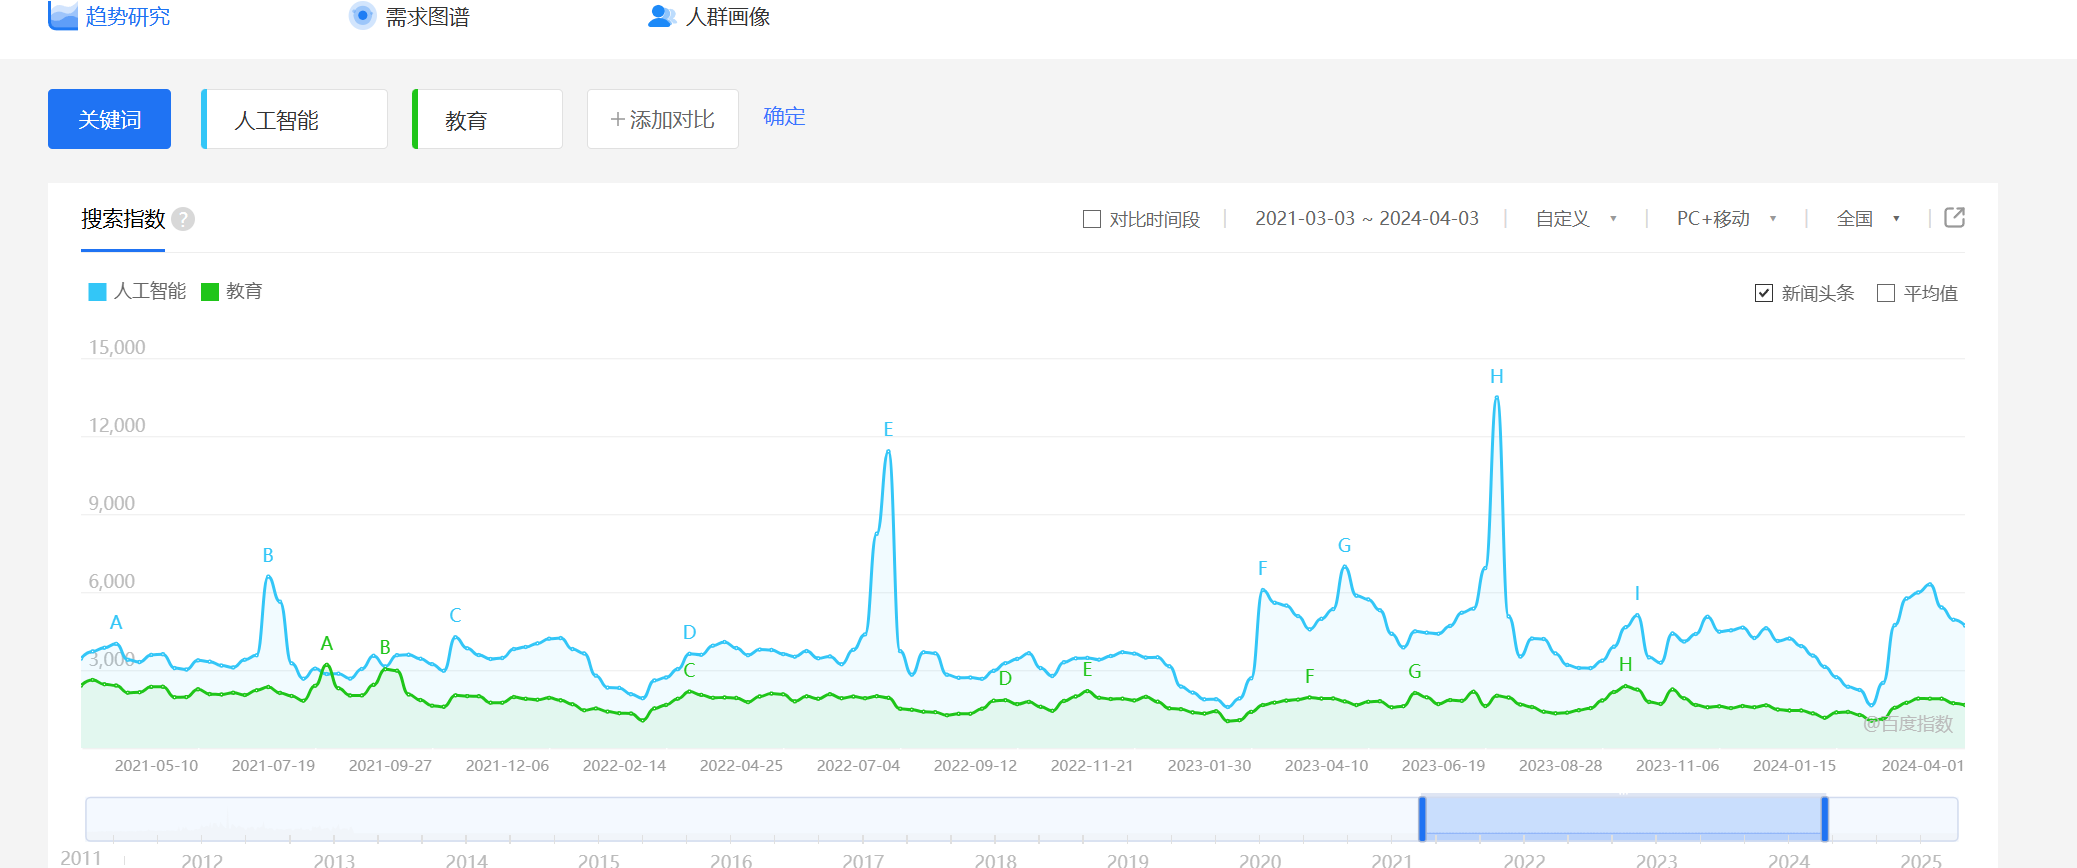 趋势研究 需求图谱 人群画像
关键词 人工智能 教育 +添加对比 确定
搜索指数 ? 对比时间段 2021-03-03 ~ 2024-04-03 自定义 PC+移动 全国
人工智能 教育 新闻头条 平均值
15,000
H
12,000
E
9,000
G
B
F
6,000
I
C
A
D
A
B
3,000
H
C
E
G
F
D
@百度指数
2021-05-10 2021-07-19 2021-09-27 2021-12-06 2022-02-14 2022-04-25 2022-07-04 2022-09-12 2022-11-21 2023-01-30 2023-04-10 2023-06-19 2023-08-28 2023-11-06 2024-01-15 2024-04-01
2011 2012 2013 2014 2015 2016 2017 2018 2019 2020 2021 2022 2023 2024 2025